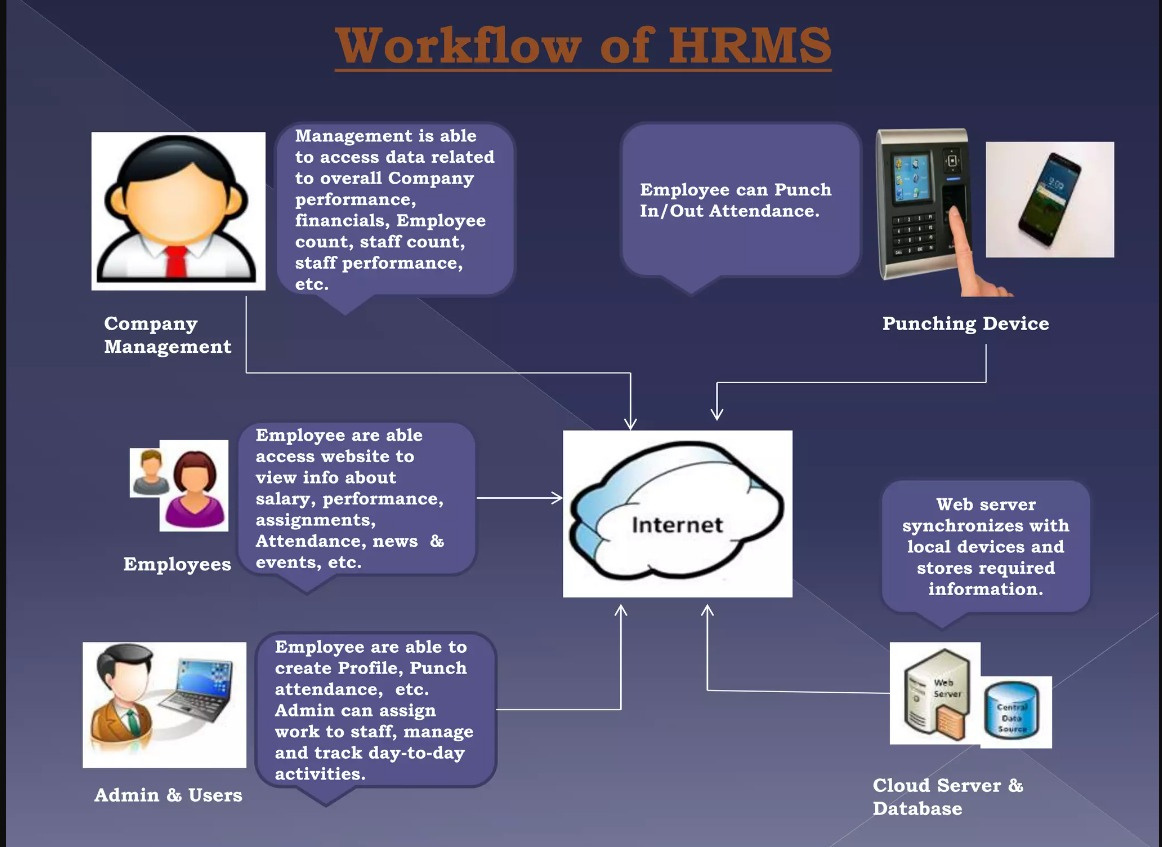 Workflow of HRMS
Management is able
to access data related
to overall Company
performance,
financials, Employee
count, staff count,
staff performance,
etc.
Company
Management
Employee can Punch
In/Out Attendance.
Punching Device
Employee are able
access website to
view info about
salary, performance,
assignments,
Attendance, news  &
events, etc.
Employees
Internet
Web server
synchronizes with
local devices and
stores required
information.
Employee are able to
create Profile, Punch
attendance,  etc.
Admin can assign
work to staff, manage
and track day-to-day
activities.
Admin & Users
Web
Server
Central
Data
Source
Cloud Server &
Database